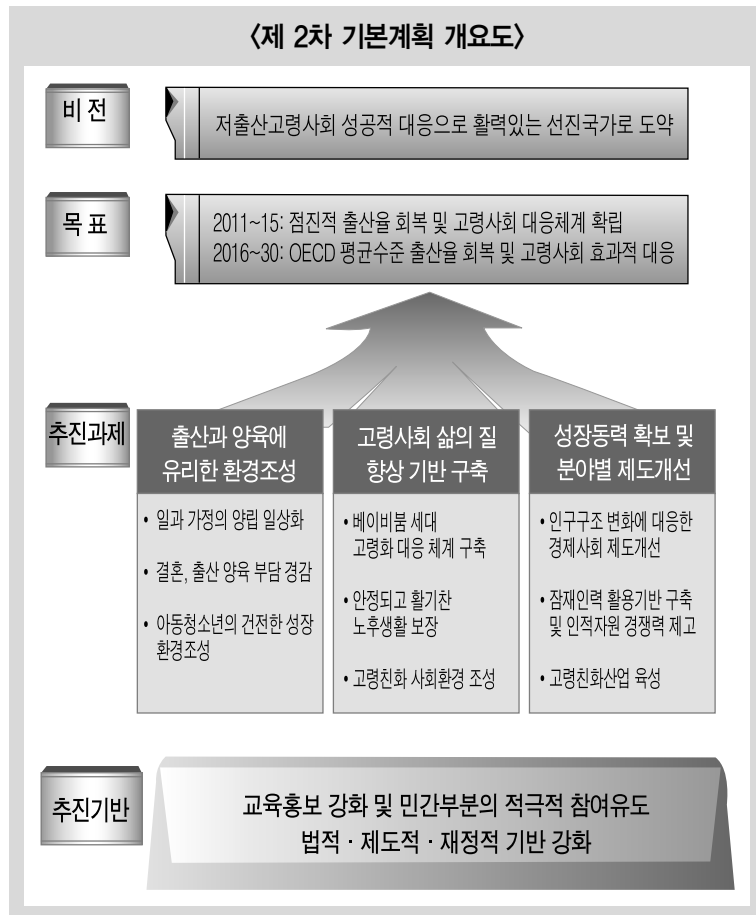 〈제 2차 기본계획 개요도〉
비 전
저출산고령사회 성공적 대응으로 활력있는 선진국가로 도약
목 표
2011~15: 점진적 출산율 회복 및 고령사회 대응체계 확립
2016~30: OECD 평균수준 출산율 회복 및 고령사회 효과적 대응
추진과제
출산과 양육에
유리한 환경조성
• 일과 가정의 양립 일상화
• 결혼, 출산 양육 부담 경감
• 아동청소년의 건전한 성장
환경조성
고령사회 삶의 질
향상 기반 구축
• 베이비붐 세대
고령화 대응 체계 구축
• 안정되고 활기찬
노후생활 보장
• 고령친화 사회환경 조성
성장동력 확보 및
분야별 제도개선
• 인구구조 변화에 대응한
경제사회 제도개선
• 잠재인력 활용기반 구축
및 인적자원 경쟁력 제고
• 고령친화산업 육성
추진기반
교육홍보 강화 및 민간부분의 적극적 참여유도
법적 · 제도적 · 재정적 기반 강화